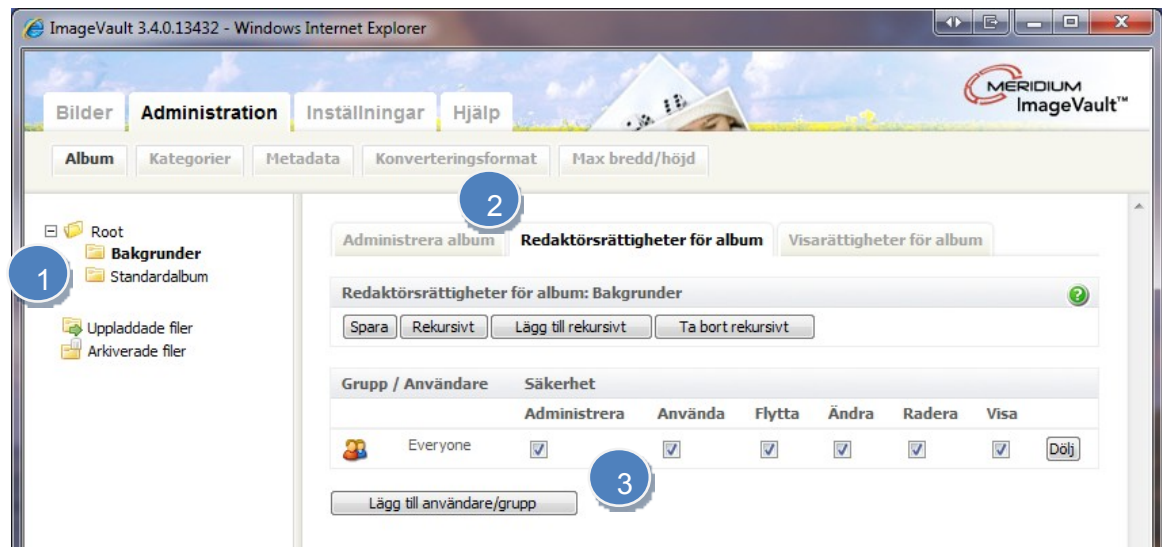 ImageVault 3.4.0.13432 - Windows Internet Explorer
MERIDIUM
ImageVault™
Bilder Administration Inställningar Hjälp
Album Kategorier Metadata Konverteringsformat Max bredd/höjd
2
Root
Bakgrunder
1
Standardalbum
Uppladdade filer
Arkiverade filer
Administrera album Redaktörsrättigheter för album Visarättigheter för album
Redaktörsrättigheter för album: Bakgrunder
Spara Rekursivt Lägg till rekursivt Ta bort rekursivt
Grupp / Användare Säkerhet
Administrera Använda Flytta Ändra Radera Visa
Everyone Dölj
3
Lägg till användare/grupp